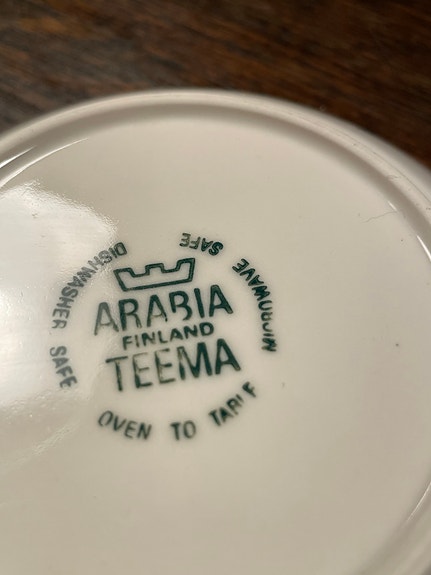 ARABIA
FINLAND
TEEMA
DISHWASHER SAFE
MICROWAVE SAFE
OVEN TO TABLE